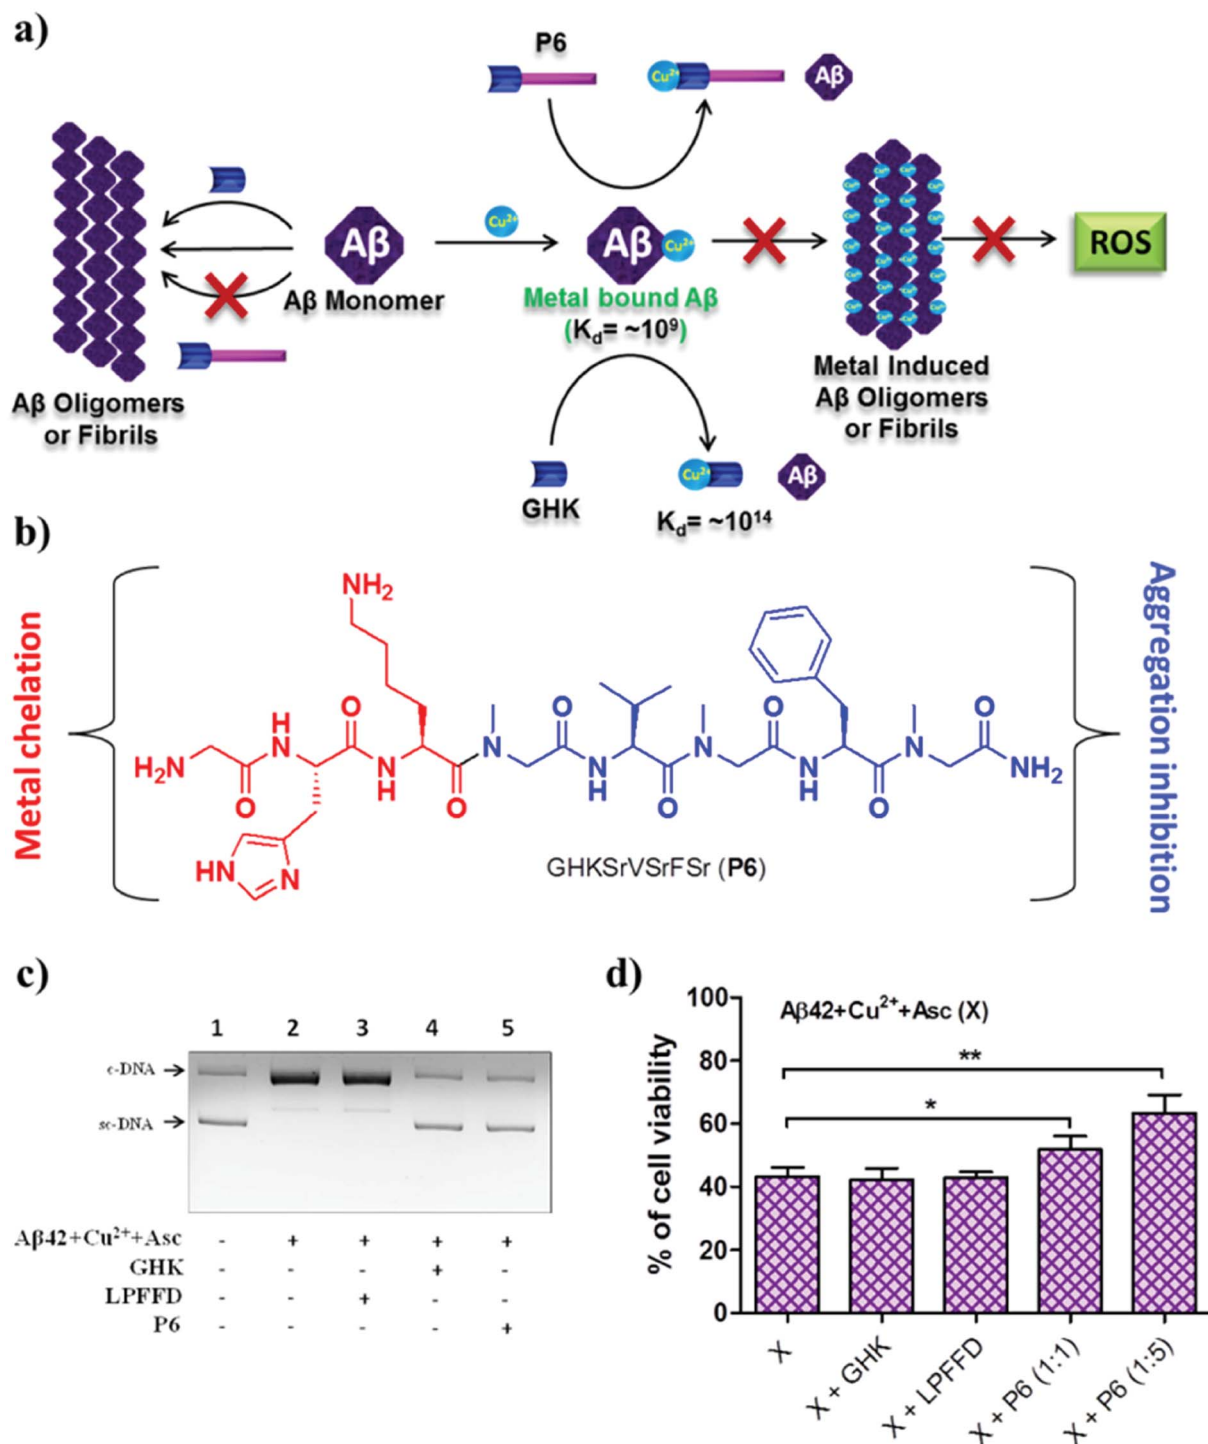 a)
P6
Cu²⁺
Aβ
Cu²⁺
Aβ
Aβ
Cu²⁺
ROS
Aβ Monomer
Metal bound Aβ
(Kd= ~10⁹)
Aβ Oligomers
or Fibrils
Metal Induced
Aβ Oligomers
or Fibrils
Cu²⁺
Aβ
GHK
Kd= ~10¹⁴
b)
Metal chelation
Aggregation inhibition
NH₂
H
N
O
N
O
N
O
H₂N
O
N
H
O
N
H
O
N
H
O
NH₂
HN
N
GHKSrVSrFSr (P6)
c)
1 2 3 4 5
c-DNA
sc-DNA
Aβ42+Cu²⁺+Asc - + + + +
GHK - - - + -
LPFFD - - + - -
P6 - - - - +
d)
Aβ42+Cu²⁺+Asc (X)
% of cell viability
100
80
60
40
20
0
**
*
X
X + GHK
X + LPFFD
X + P6 (1:1)
X + P6 (1:5)